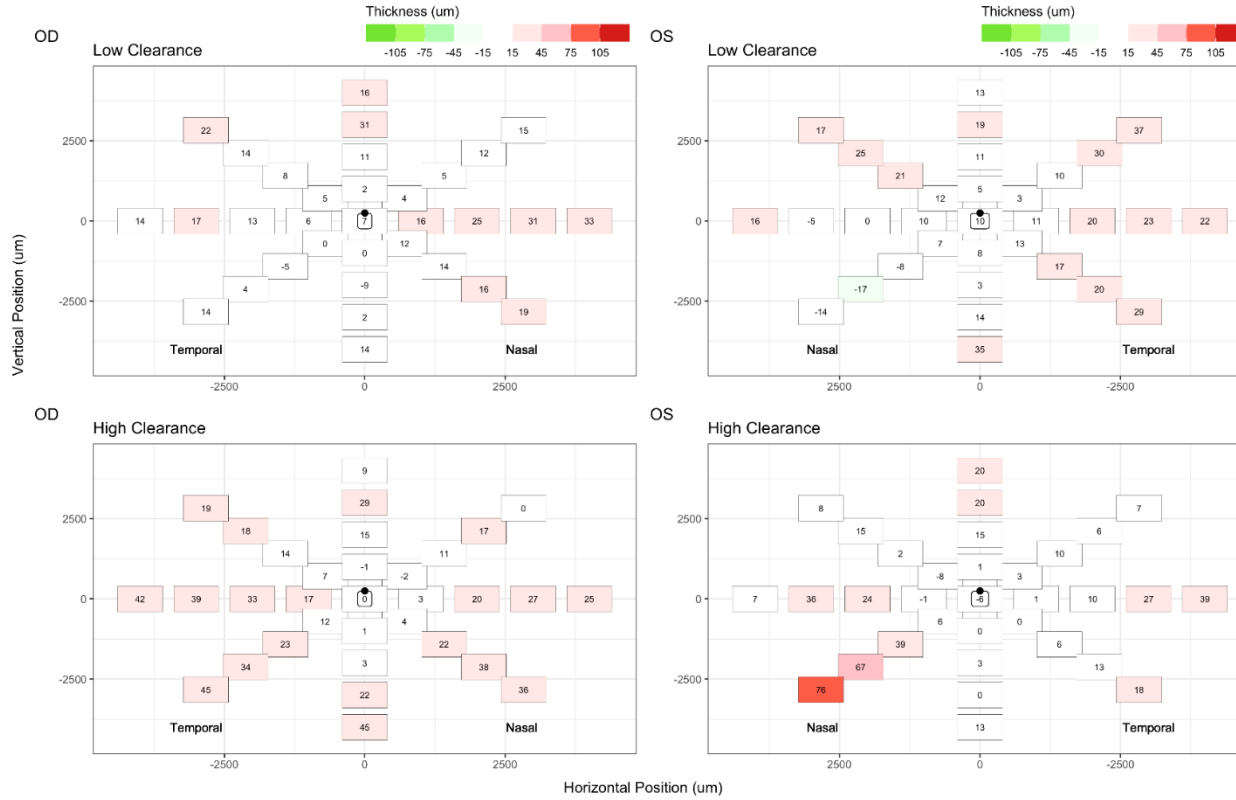 Thickness (um)
Thickness (um)
OD
OS
-105 -75 -45 -15 15 45 75 105
-105 -75 -45 -15 15 45 75 105
Low Clearance
Low Clearance
16
31
22 15
14 12
11
8 5
2
5 4
14 17 13 6 7 16 25 31 33
0 12
0
-5 14
-9
4 16
14 19
2
14
2500
0
-2500
Temporal Nasal
-2500 0 2500
13
19
17 37
25 30
11
21 10
5
12 3
16 -5 0 10 10 11 20 23 22
7 13
8
-8 17
3
-17 20
-14 29
14
35
2500
0
-2500
Nasal Temporal
2500 0 -2500
Vertical Position (um)
OD
OS
High Clearance
High Clearance
9
29
19 0
18 17
15
14 11
-1
7 -2
42 39 33 17 0 3 20 27 25
12 4
1
23 22
3
34 38
45 36
22
45
2500
0
-2500
Temporal Nasal
-2500 0 2500
20
20
8 7
15 6
15
2 10
1
-8 3
7 36 24 -1 -6 1 10 27 39
6 0
0
39 6
3
67 13
76 18
0
13
2500
0
-2500
Nasal Temporal
2500 0 -2500
Horizontal Position (um)